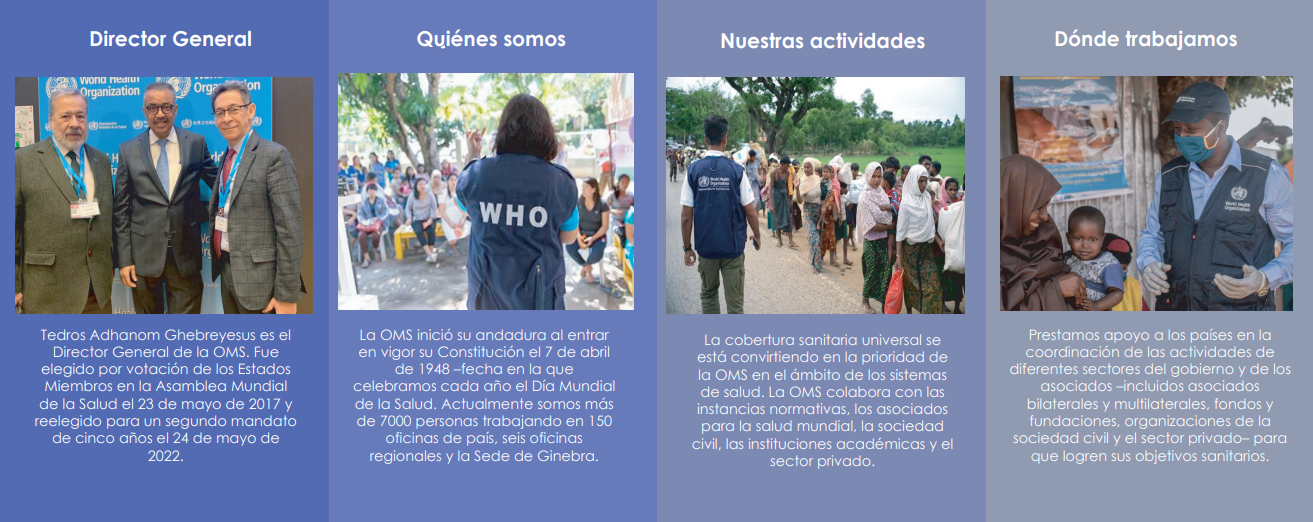 Director General
World Health
Organization
Organization
Tedros Adhanom Ghebreyesus es el
Director General de la OMS. Fue
elegido por votación de los Estados
Miembros en la Asamblea Mundial
de la Salud el 23 de mayo de 2017 y
reelegido para un segundo mandato
de cinco años el 24 de mayo de
2022.
Quiénes somos
WHO
La OMS inició su andadura al entrar
en vigor su Constitución el 7 de abril
de 1948 –fecha en la que
celebramos cada año el Día Mundial
de la Salud. Actualmente somos más
de 7000 personas trabajando en 150
oficinas de país, seis oficinas
regionales y la Sede de Ginebra.
Nuestras actividades
World Health
Organization
La cobertura sanitaria universal se
está convirtiendo en la prioridad de
la OMS en el ámbito de los sistemas
de salud. La OMS colabora con las
instancias normativas, los asociados
para la salud mundial, la sociedad
civil, las instituciones académicas y el
sector privado.
Dónde trabajamos
World Health
Organization
Prestamos apoyo a los países en la
coordinación de las actividades de
diferentes sectores del gobierno y de los
asociados –incluidos asociados
bilaterales y multilaterales, fondos y
fundaciones, organizaciones de la
sociedad civil y el sector privado– para
que logren sus objetivos sanitarios.